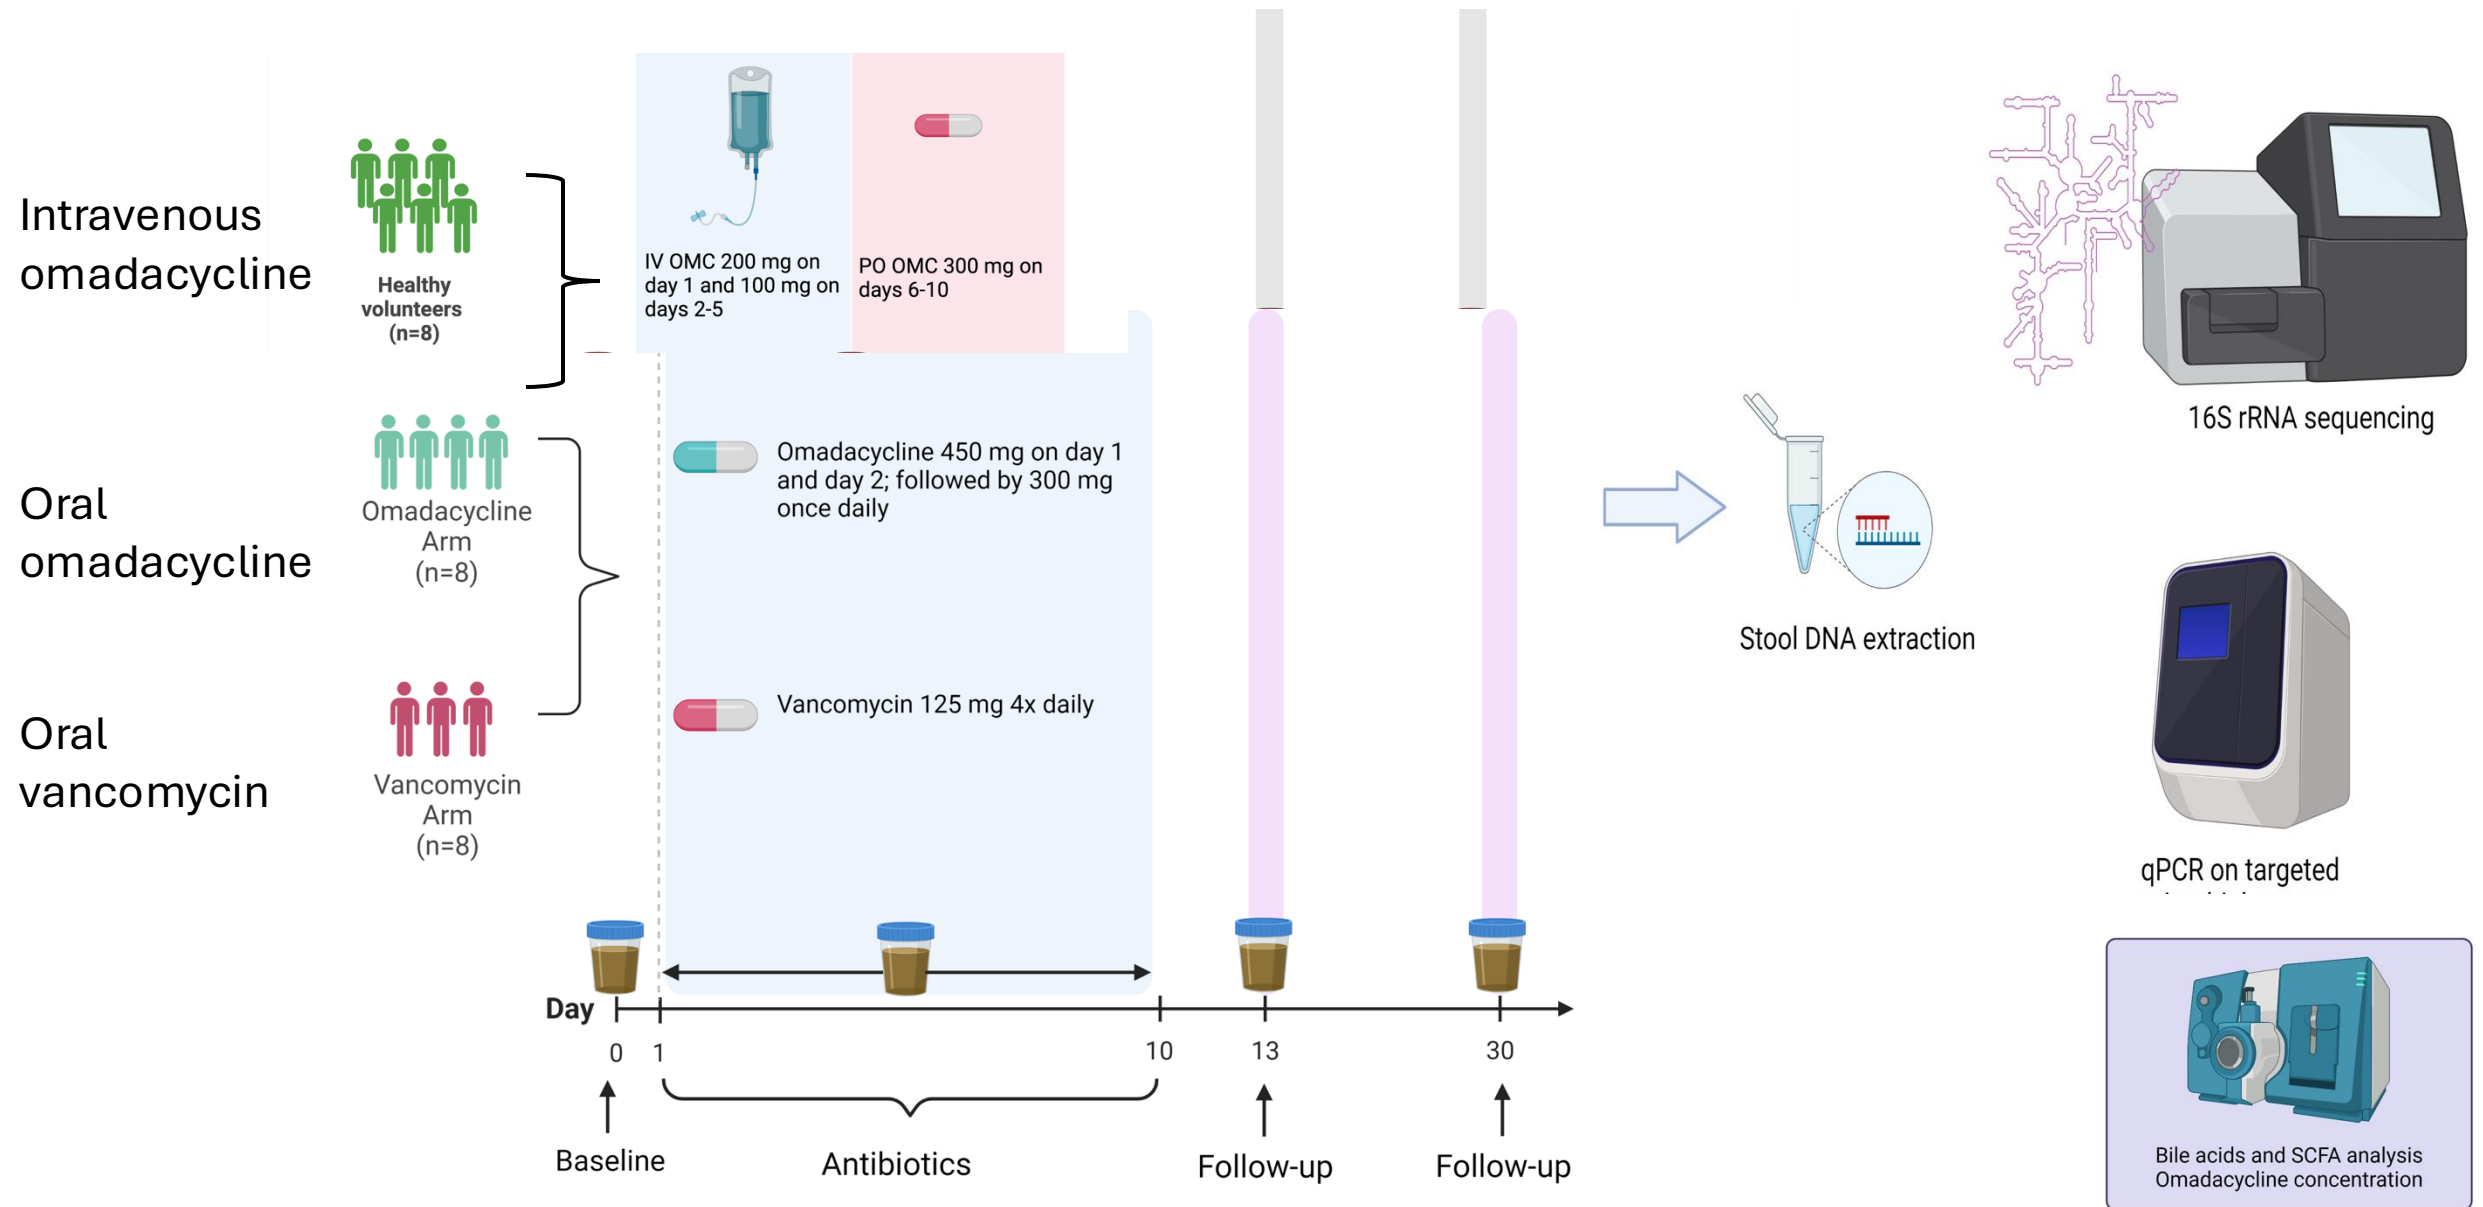 Intravenous
omadacycline
Healthy
volunteers
(n=8)
IV OMC 200 mg on
day 1 and 100 mg on
days 2-5
PO OMC 300 mg on
days 6-10
Oral
omadacycline
Omadacycline
Arm
(n=8)
Omadacycline 450 mg on day 1
and day 2; followed by 300 mg
once daily
Oral
vancomycin
Vancomycin
Arm
(n=8)
Vancomycin 125 mg 4x daily
Day
0
1
10
13
30
Baseline
Antibiotics
Follow-up
Follow-up
Stool DNA extraction
16S rRNA sequencing
qPCR on targeted
Bile acids and SCFA analysis
Omadacycline concentration